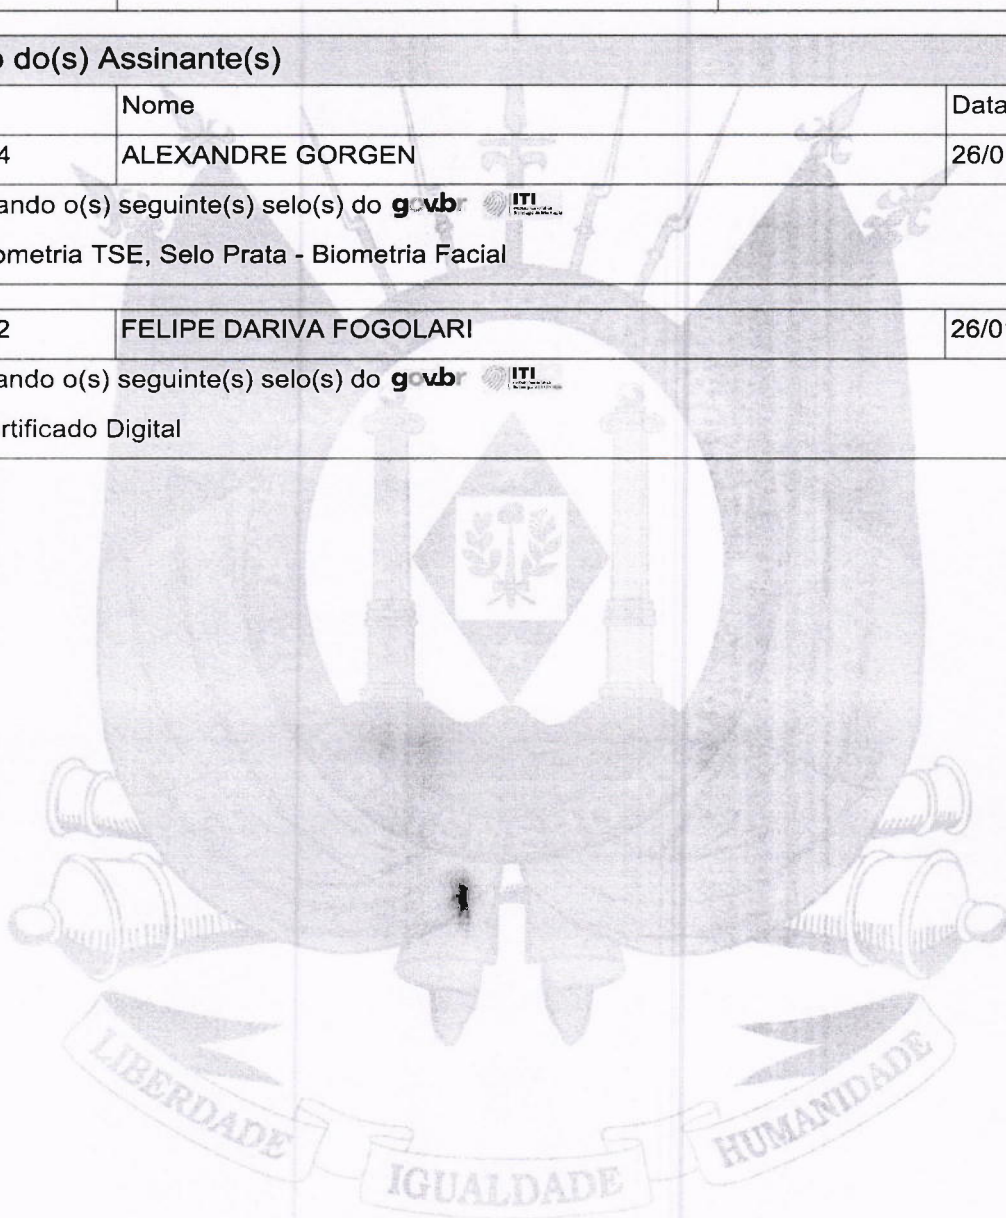 do(s) Assinante(s)
Nome Data
4 ALEXANDRE GORGEN 26/0
ando o(s) seguinte(s) selo(s) do gov.br ITI
ometria TSE, Selo Prata - Biometria Facial
2 FELIPE DARIVA FOGOLARI 26/0
ando o(s) seguinte(s) selo(s) do gov.br ITI
rtificado Digital
LIBERDADE IGUALDADE HUMANIDADE